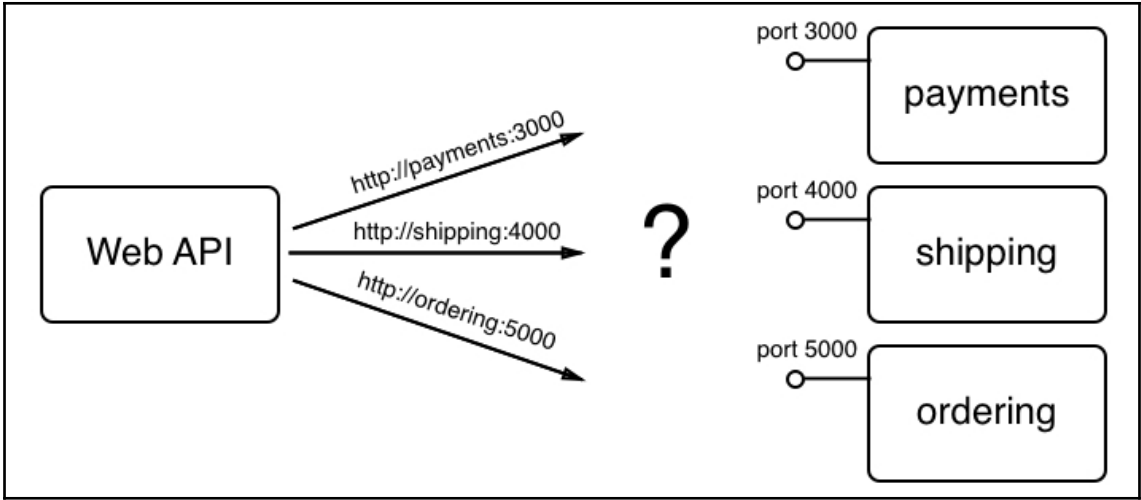 port 3000
payments
http://payments:3000
port 4000
Web API
http://shipping:4000
?
shipping
http://ordering:5000
port 5000
ordering